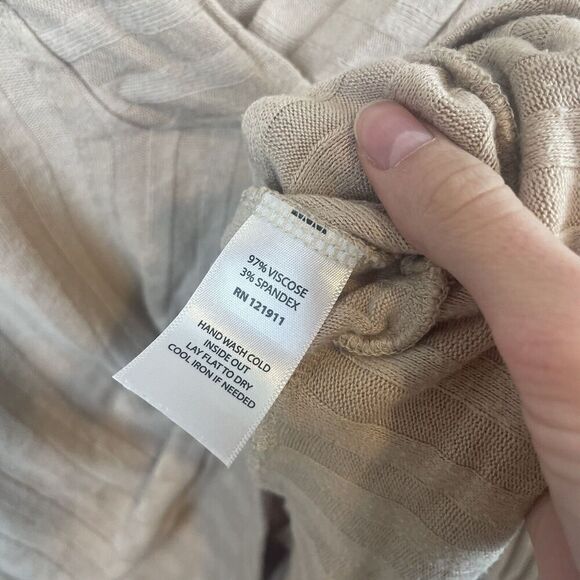 97% VISCOSE
3% SPANDEX
RN 121911
HAND WASH COLD
INSIDE OUT
LAY FLAT TO DRY
COOL IRON IF NEEDED